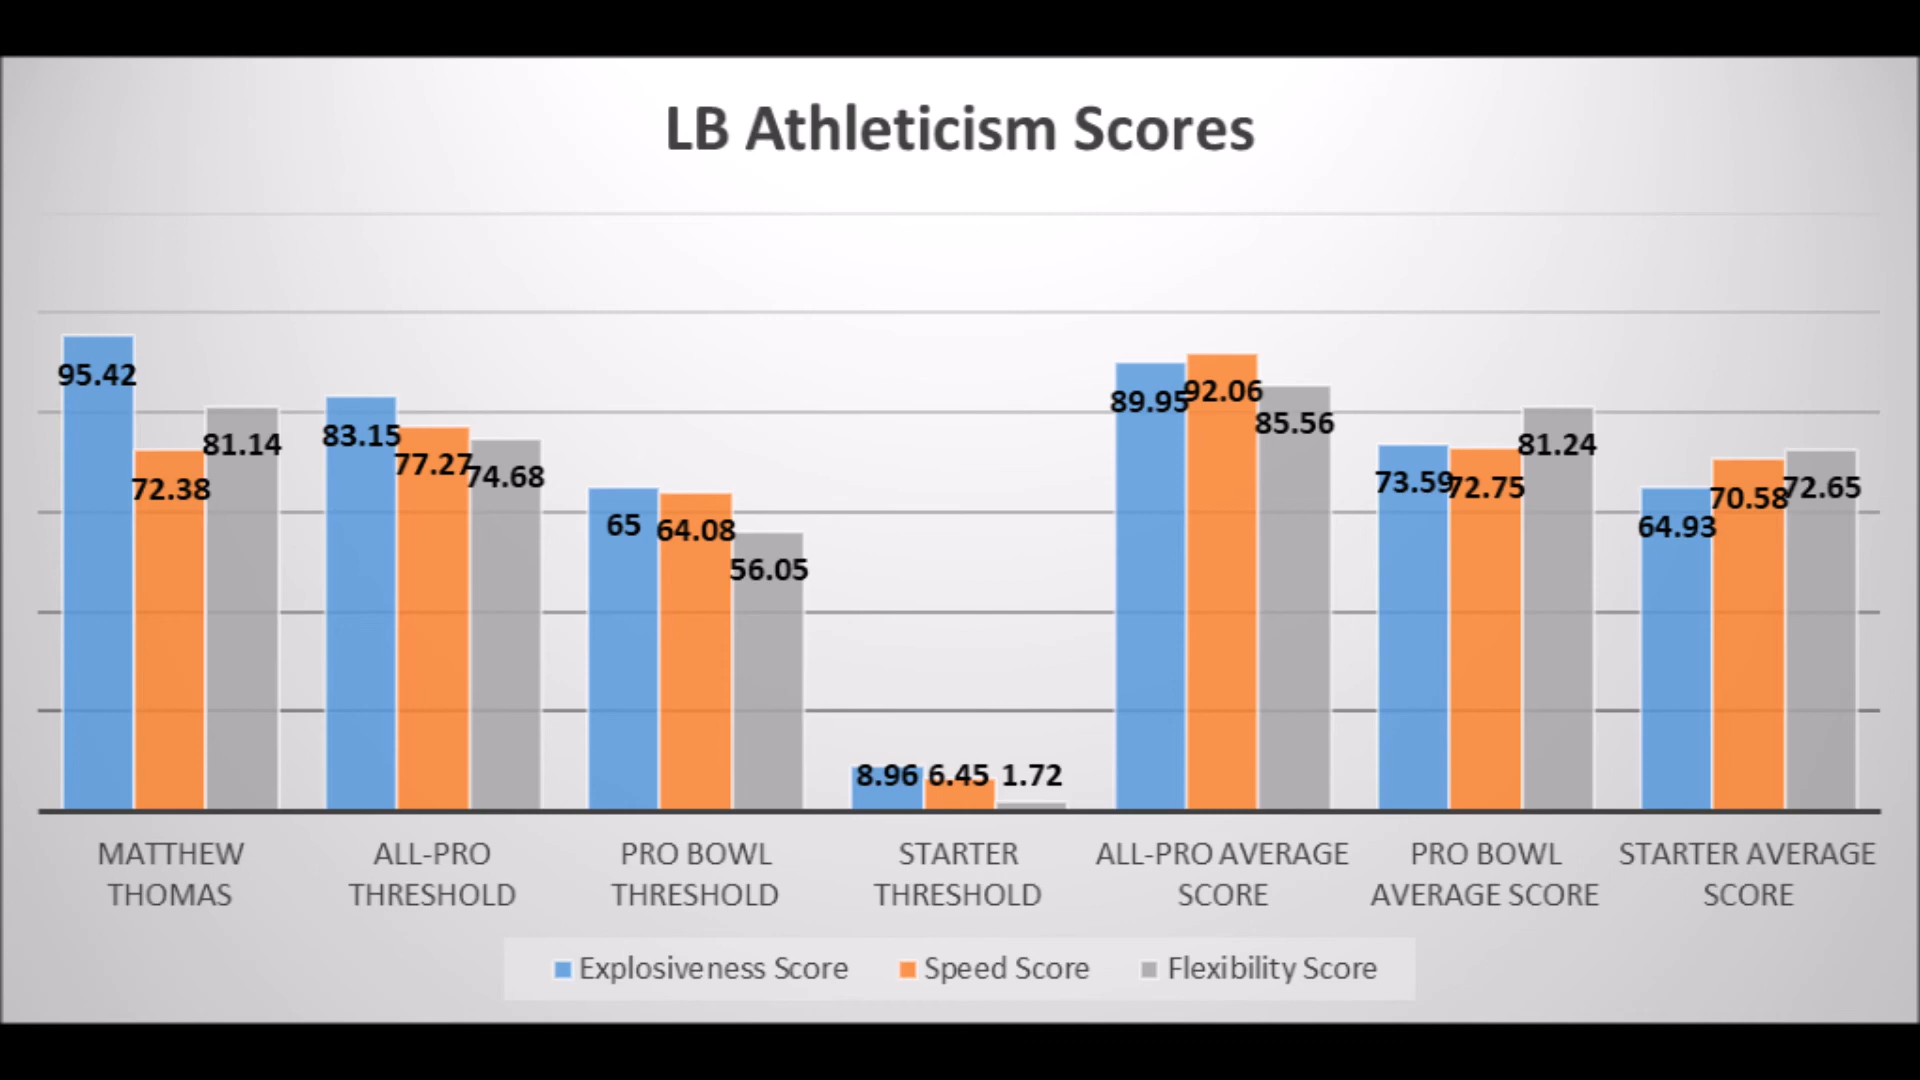 LB Athleticism Scores
95.42
72.38
81.14
83.15
77.27
74.68
65
64.08
56.05
8.96
6.45
1.72
89.95
92.06
85.56
73.59
72.75
81.24
64.93
70.58
72.65
MATTHEW
THOMAS
ALL-PRO
THRESHOLD
PRO BOWL
THRESHOLD
STARTER
THRESHOLD
ALL-PRO AVERAGE
SCORE
PRO BOWL
AVERAGE SCORE
STARTER AVERAGE
SCORE
Explosiveness Score
Speed Score
Flexibility Score